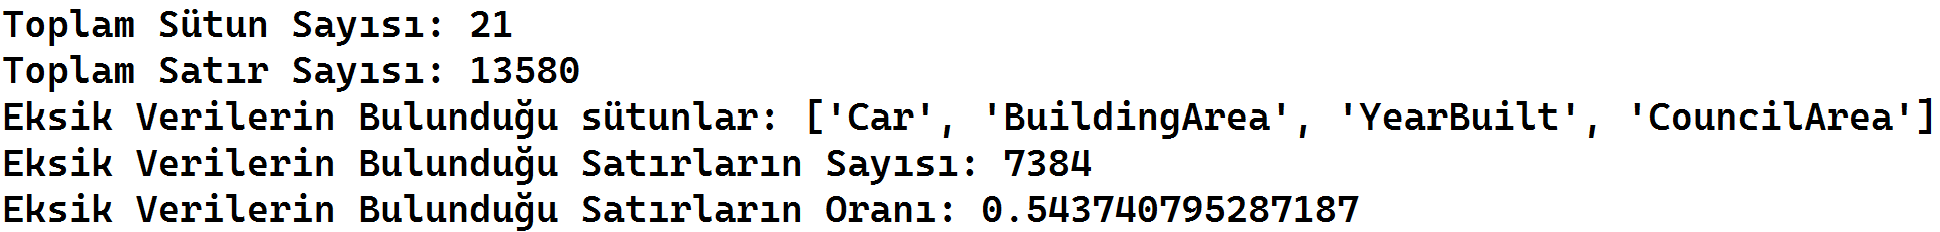 Toplam Sütun Sayısı: 21
Toplam Satır Sayısı: 13580
Eksik Verilerin Bulunduğu sütunlar: ['Car', 'BuildingArea', 'YearBuilt', 'CouncilArea']
Eksik Verilerin Bulunduğu Satırların Sayısı: 7384
Eksik Verilerin Bulunduğu Satırların Oranı: 0.543740795287187